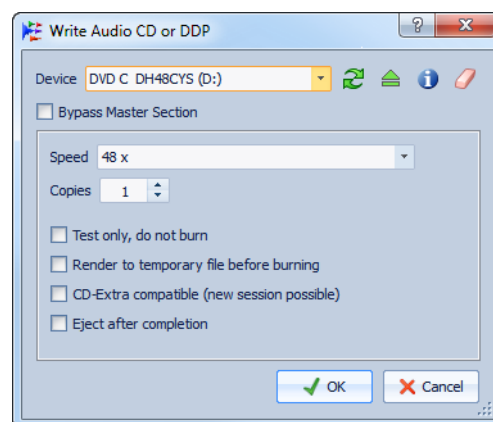 Write Audio CD or DDP
Device DVD C DH48CYS (D:)
Bypass Master Section
Speed 48 x
Copies 1
Test only, do not burn
Render to temporary file before burning
CD-Extra compatible (new session possible)
Eject after completion
OK Cancel